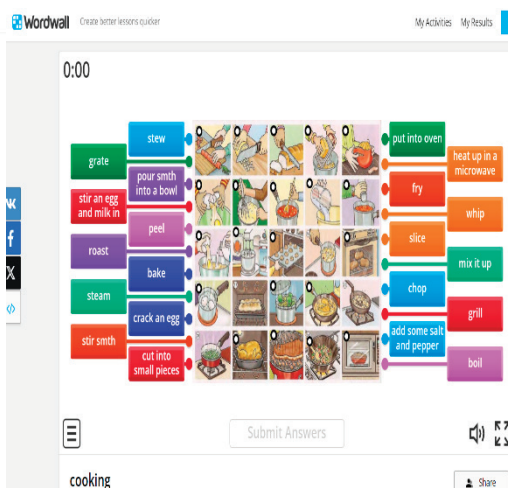 Wordwall
Create better lessons quicker
My Activities
My Results
0:00
stew
grate
pour smth
into a bowl
stir an egg
and milk in
peel
roast
bake
steam
crack an egg
stir smth
cut into
small pieces
put into oven
heat up in a
microwave
fry
whip
slice
mix it up
chop
grill
add some salt
and pepper
boil
Submit Answers
cooking
Share